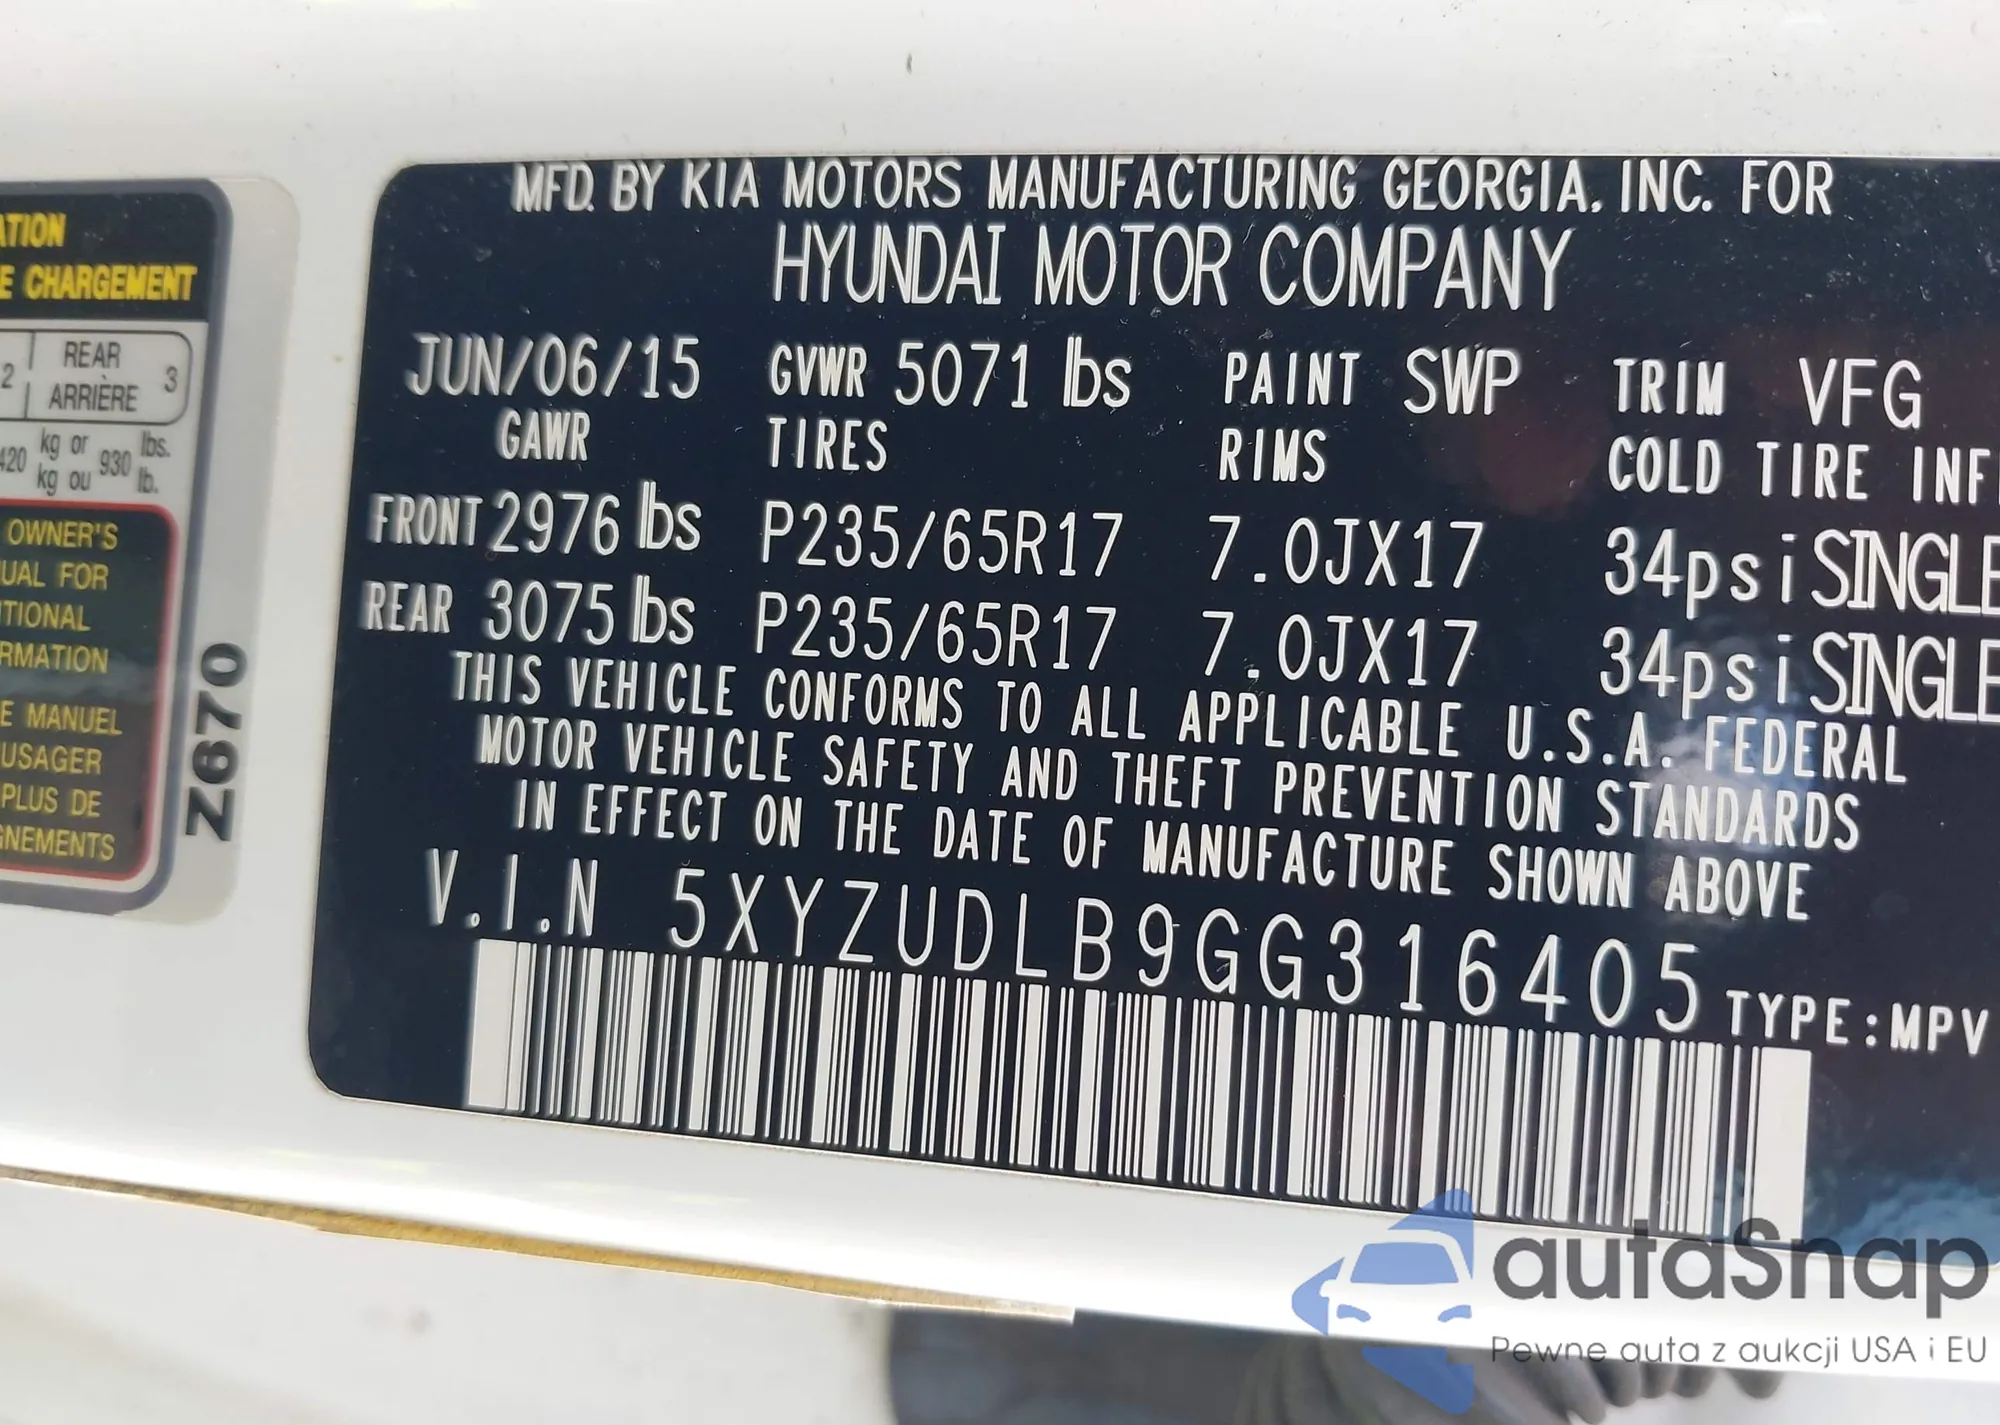 MFD. BY KIA MOTORS MANUFACTURING GEORGIA, INC. FOR
HYUNDAI MOTOR COMPANY
JUN/06/15 GVWR 5071 lbs PAINT SWP TRIM VFG
GAWR TIRES RIMS COLD TIRE INF
FRONT 2976 lbs P235/65R17 7.0JX17 34psi SINGLE
REAR 3075 lbs P235/65R17 7.0JX17 34psi SINGLE
THIS VEHICLE CONFORMS TO ALL APPLICABLE U.S.A. FEDERAL
MOTOR VEHICLE SAFETY AND THEFT PREVENTION STANDARDS
IN EFFECT ON THE DATE OF MANUFACTURE SHOWN ABOVE
V.I.N 5XYZUDLB9GG316405 TYPE:MPV
ATION
E CHARGEMENT
2 REAR 3
ARRIÈRE
420 kg or 930 lbs.
kg ou lb.
OWNER'S
UAL FOR
ITIONAL
RMATION
E MANUEL
USAGER
PLUS DE
GNEMENTS
Z670
autaSnap
Pewne auta z aukcji USA i EU